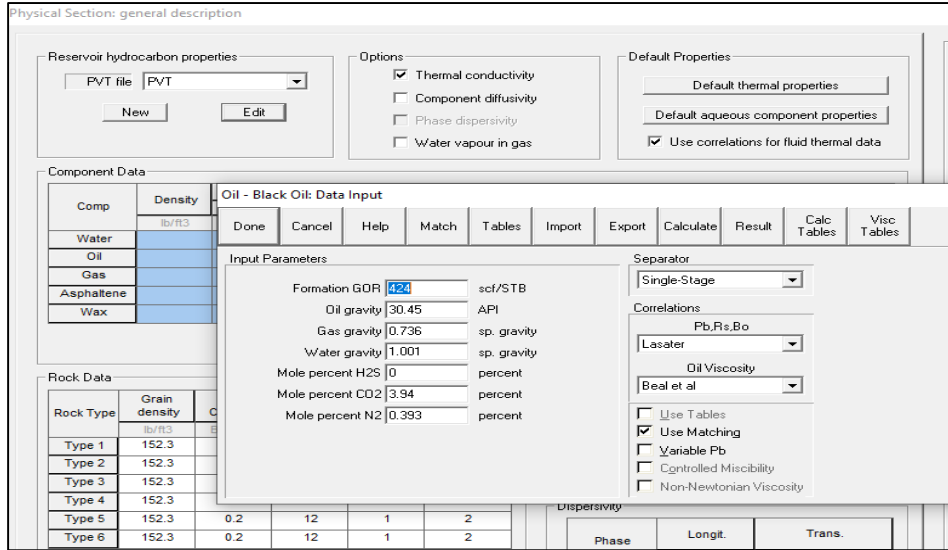 Physical Section: general description
Reservoir hydrocarbon properties
PVT file PVT
New Edit
Options
Thermal conductivity
Component diffusivity
Phase dispersivity
Water vapour in gas
Default Properties
Default thermal properties
Default aqueous component properties
Use correlations for fluid thermal data
Component Data
Comp Density
lb/ft3
Water
Oil
Gas
Asphaltene
Wax
Oil - Black Oil: Data Input
Done Cancel Help Match Tables Import Export Calculate Result Calc Tables Visc Tables
Input Parameters
Formation GOR 424 scf/STB
Oil gravity 30.45 API
Gas gravity 0.736 sp. gravity
Water gravity 1.001 sp. gravity
Mole percent H2S 0 percent
Mole percent CO2 3.94 percent
Mole percent N2 0.393 percent
Separator
Single-Stage
Correlations
Pb,Rs,Bo
Lasater
Oil Viscosity
Beal et al
Use Tables
Use Matching
Variable Pb
Controlled Miscibility
Non-Newtonian Viscosity
Rock Data
Rock Type Grain density
lb/ft3
Type 1 152.3
Type 2 152.3
Type 3 152.3
Type 4 152.3
Type 5 152.3 0.2 12 1 2
Type 6 152.3 0.2 12 1 2
Dispersivity
Phase Longit. Trans.